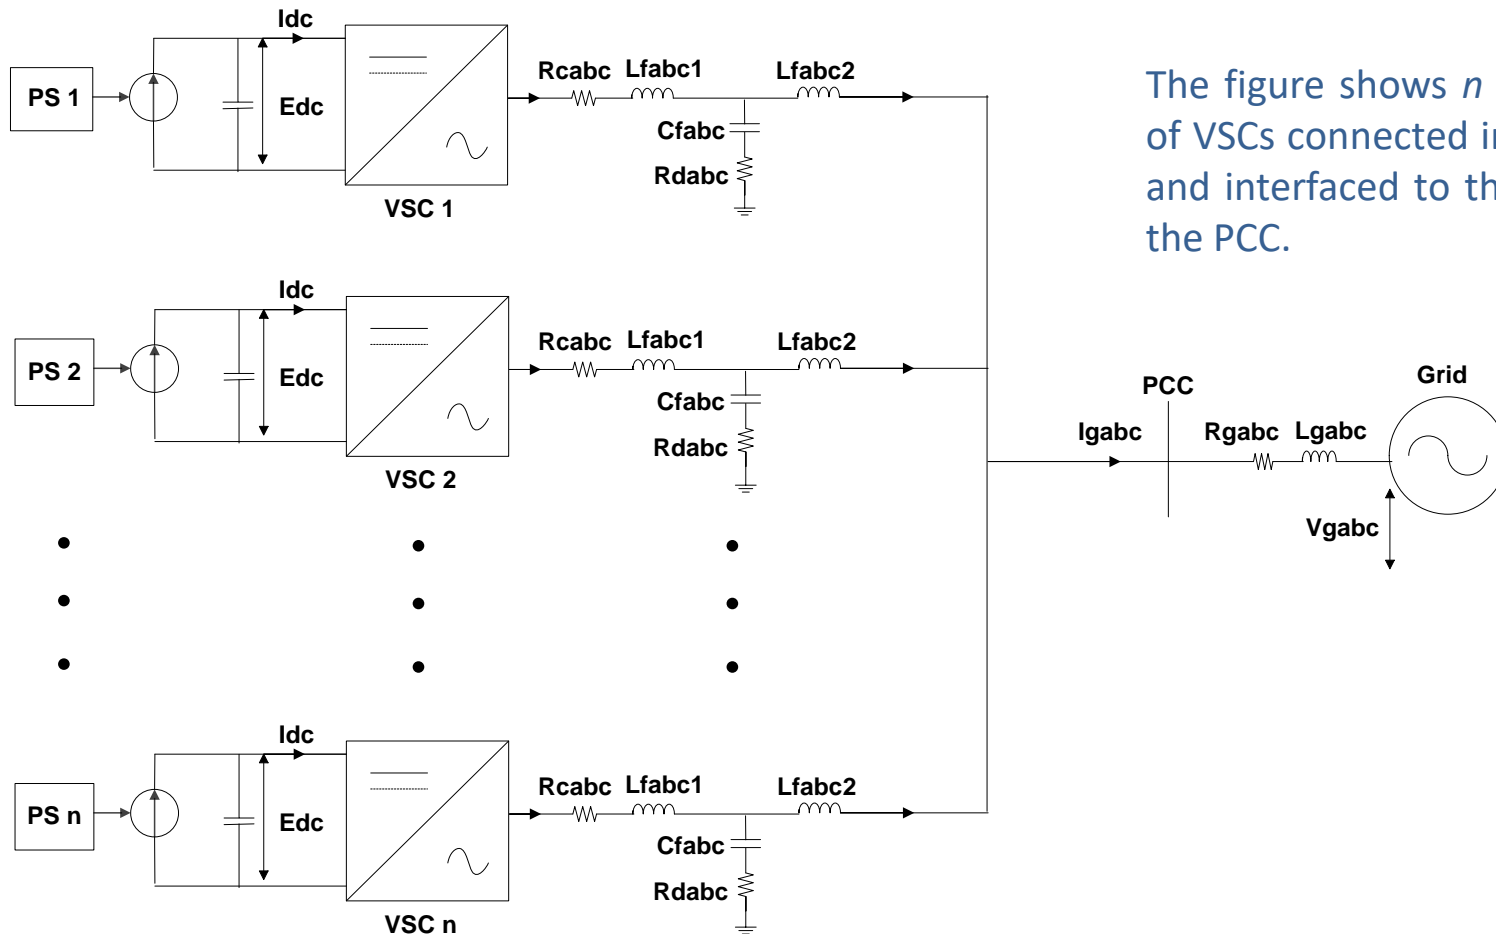 Idc
PS 1
Edc
VSC 1
Rcabc Lfabc1 Lfabc2
Cfabc
Rdabc
The figure shows n
of VSCs connected in
and interfaced to th
the PCC.
Idc
PS 2
Edc
VSC 2
Rcabc Lfabc1 Lfabc2
Cfabc
Rdabc
PCC
Grid
Igabc
Rgabc Lgabc
Vgabc
Idc
PS n
Edc
VSC n
Rcabc Lfabc1 Lfabc2
Cfabc
Rdabc